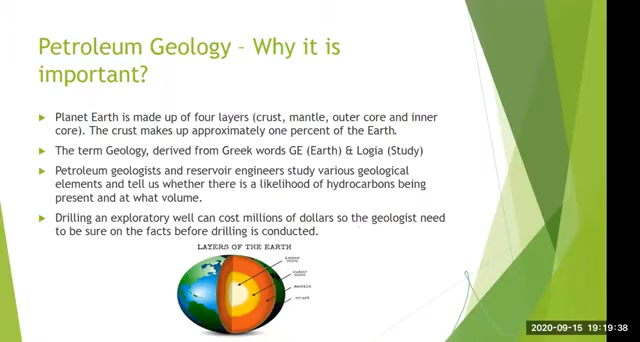 Petroleum Geology – Why it is
important?
Planet Earth is made up of four layers (crust, mantle, outer core and inner
core). The crust makes up approximately one percent of the Earth.
The term Geology, derived from Greek words GE (Earth) & Logia (Study)
Petroleum geologists and reservoir engineers study various geological
elements and tell us whether there is a likelihood of hydrocarbons being
present and at what volume.
Drilling an exploratory well can cost millions of dollars so the geologist need
to be sure on the facts before drilling is conducted.
LAYERS OF THE EARTH
inner
core
outer
core
mantle
crust
2020-09-15 19:19:38